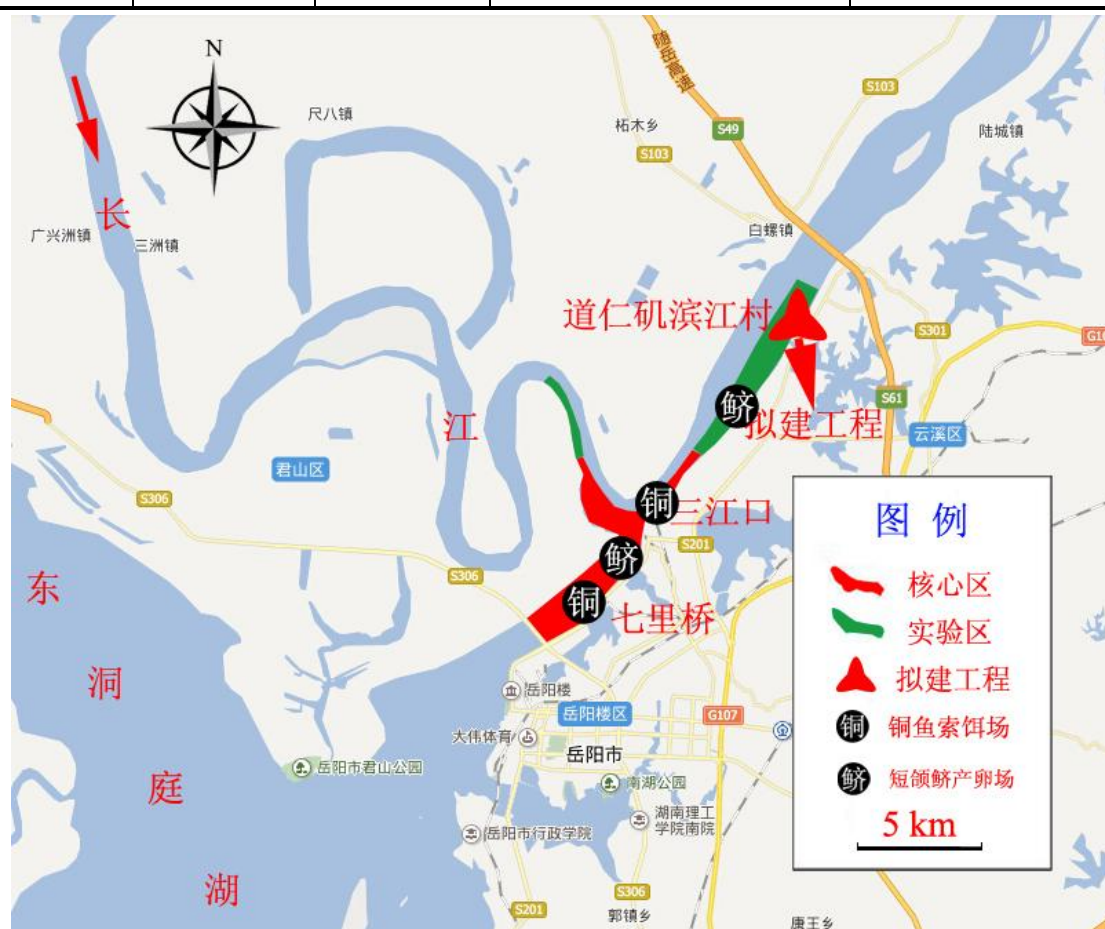 N
随岳高速
S103
尺八镇
柘木乡
S49
陆城镇
S103
长
广兴洲镇
三洲镇
白螺镇
道仁矶滨江村
S301
鲚
S61
江
拟建工程
云溪区
君山区
S306
铜
三江口
图 例
S201
东
S306
鲚
核心区
铜
七里桥
实验区
洞
岳阳楼
拟建工程
岳阳楼区
G107
铜
铜鱼索饵场
大伟体育
岳阳市
岳阳市君山公园
南湖公园
鲚
短颌鲚产卵场
庭
湖南理工
学院南院
5 km
岳阳市行政学院
湖
S306
S201
郭镇乡
唐王乡